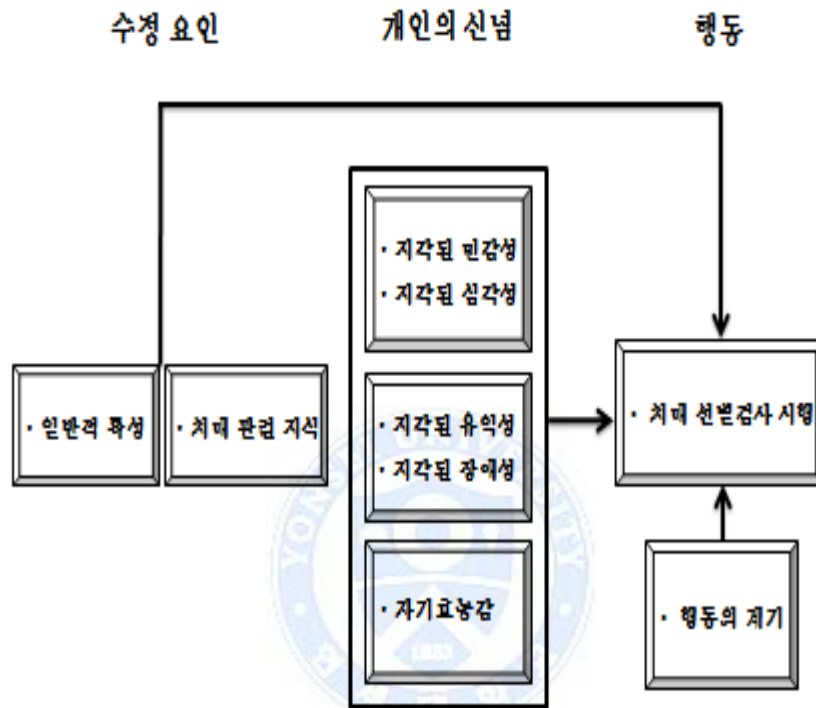 수정 요인
개인의 신념
행동
· 지각된 민감성
· 지각된 심각성
· 일반적 특성
· 치매 관련 지식
· 지각된 유익성
· 지각된 장애성
· 치매 선별검사 시행
· 자기효능감
· 행동의 계기
YONSEI UNIVERSITY
1885